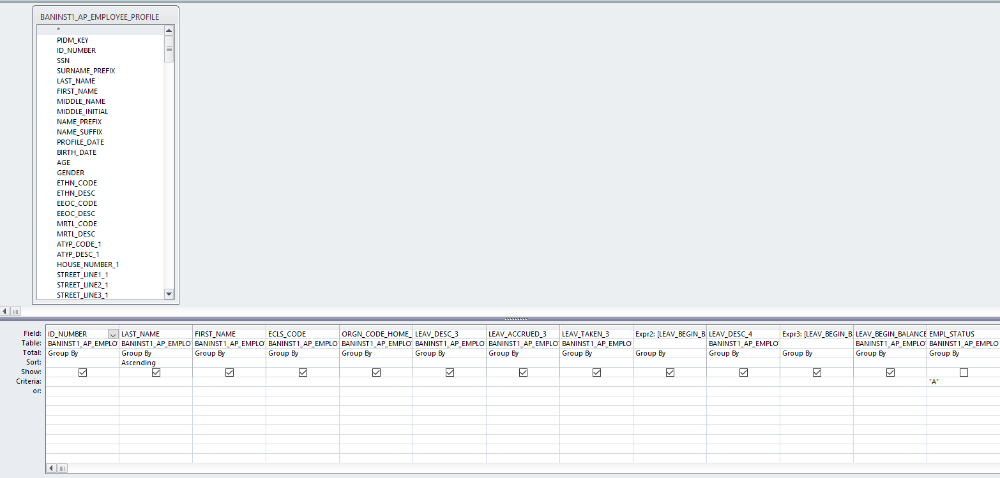 BANINST1_AP_EMPLOYEE_PROFILE
*
PIDM_KEY
ID_NUMBER
SSN
SURNAME_PREFIX
LAST_NAME
FIRST_NAME
MIDDLE_NAME
MIDDLE_INITIAL
NAME_PREFIX
NAME_SUFFIX
PROFILE_DATE
BIRTH_DATE
AGE
GENDER
ETHN_CODE
ETHN_DESC
EEOC_CODE
EEOC_DESC
MRTL_CODE
MRTL_DESC
ATYP_CODE_1
ATYP_DESC_1
HOUSE_NUMBER_1
STREET_LINE1_1
STREET_LINE2_1
STREET_LINE3_1
Field: ID_NUMBER LAST_NAME FIRST_NAME ECLS_CODE ORGN_CODE_HOME_ LEAV_DESC_3 LEAV_ACCRUED_3 LEAV_TAKEN_3 Expr2: [LEAV_BEGIN_B LEAV_DESC_4 Expr3: [LEAV_BEGIN_B LEAV_BEGIN_BALANCE EMPL_STATUS
Table: BANINST1_AP_EMPLO BANINST1_AP_EMPLO BANINST1_AP_EMPLO BANINST1_AP_EMPLO BANINST1_AP_EMPLO BANINST1_AP_EMPLO BANINST1_AP_EMPLO BANINST1_AP_EMPLO BANINST1_AP_EMPLO BANINST1_AP_EMPLO BANINST1_AP_EMPLO
Total: Group By Group By Group By Group By Group By Group By Group By Group By Group By Group By Group By Group By Group By
Sort: Ascending
Show:
Criteria: "A"
or: